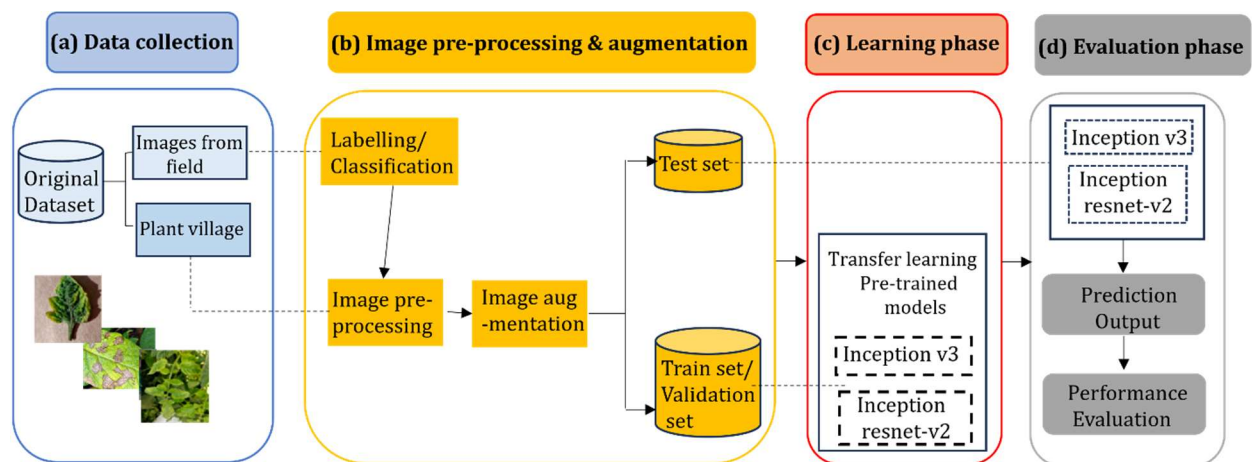 (a) Data collection
(b) Image pre-processing & augmentation
(c) Learning phase
(d) Evaluation phase
Original
Dataset
Images from
field
Plant village
Labelling/
Classification
Image pre-
processing
Image aug
-mentation
Test set
Train set/
Validation
set
Transfer learning
Pre-trained
models
Inception v3
Inception
resnet-v2
Inception v3
Inception
resnet-v2
Prediction
Output
Performance
Evaluation